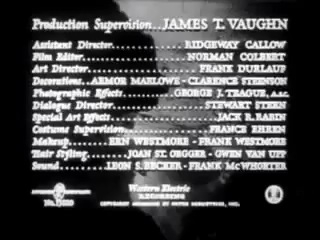 Production Supervision...JAMES T. VAUGHN
Assistant Director...............RIDGEWAY CALLOW
Film Editor.....................NORMAN COLBERT
Art Director......................FRANK DURLAUF
Decorations...ARMOR MARLOWE - CLARENCE STEENSON
Photographic Effects...........GEORGE J. TEAGUE, A.S.C.
Dialogue Director.................STEWART STERN
Special Art Effects................JACK R. RABIN
Costume Supervision..............FRANCE EHREN
Makeup.......ERN WESTMORE - FRANK WESTMORE
Hair Styling.....JOAN ST. OEGGER - GWEN VAN UPP
Sound........LEON S. BECKER - FRANK McWHORTER
Western Electric
RECORDING